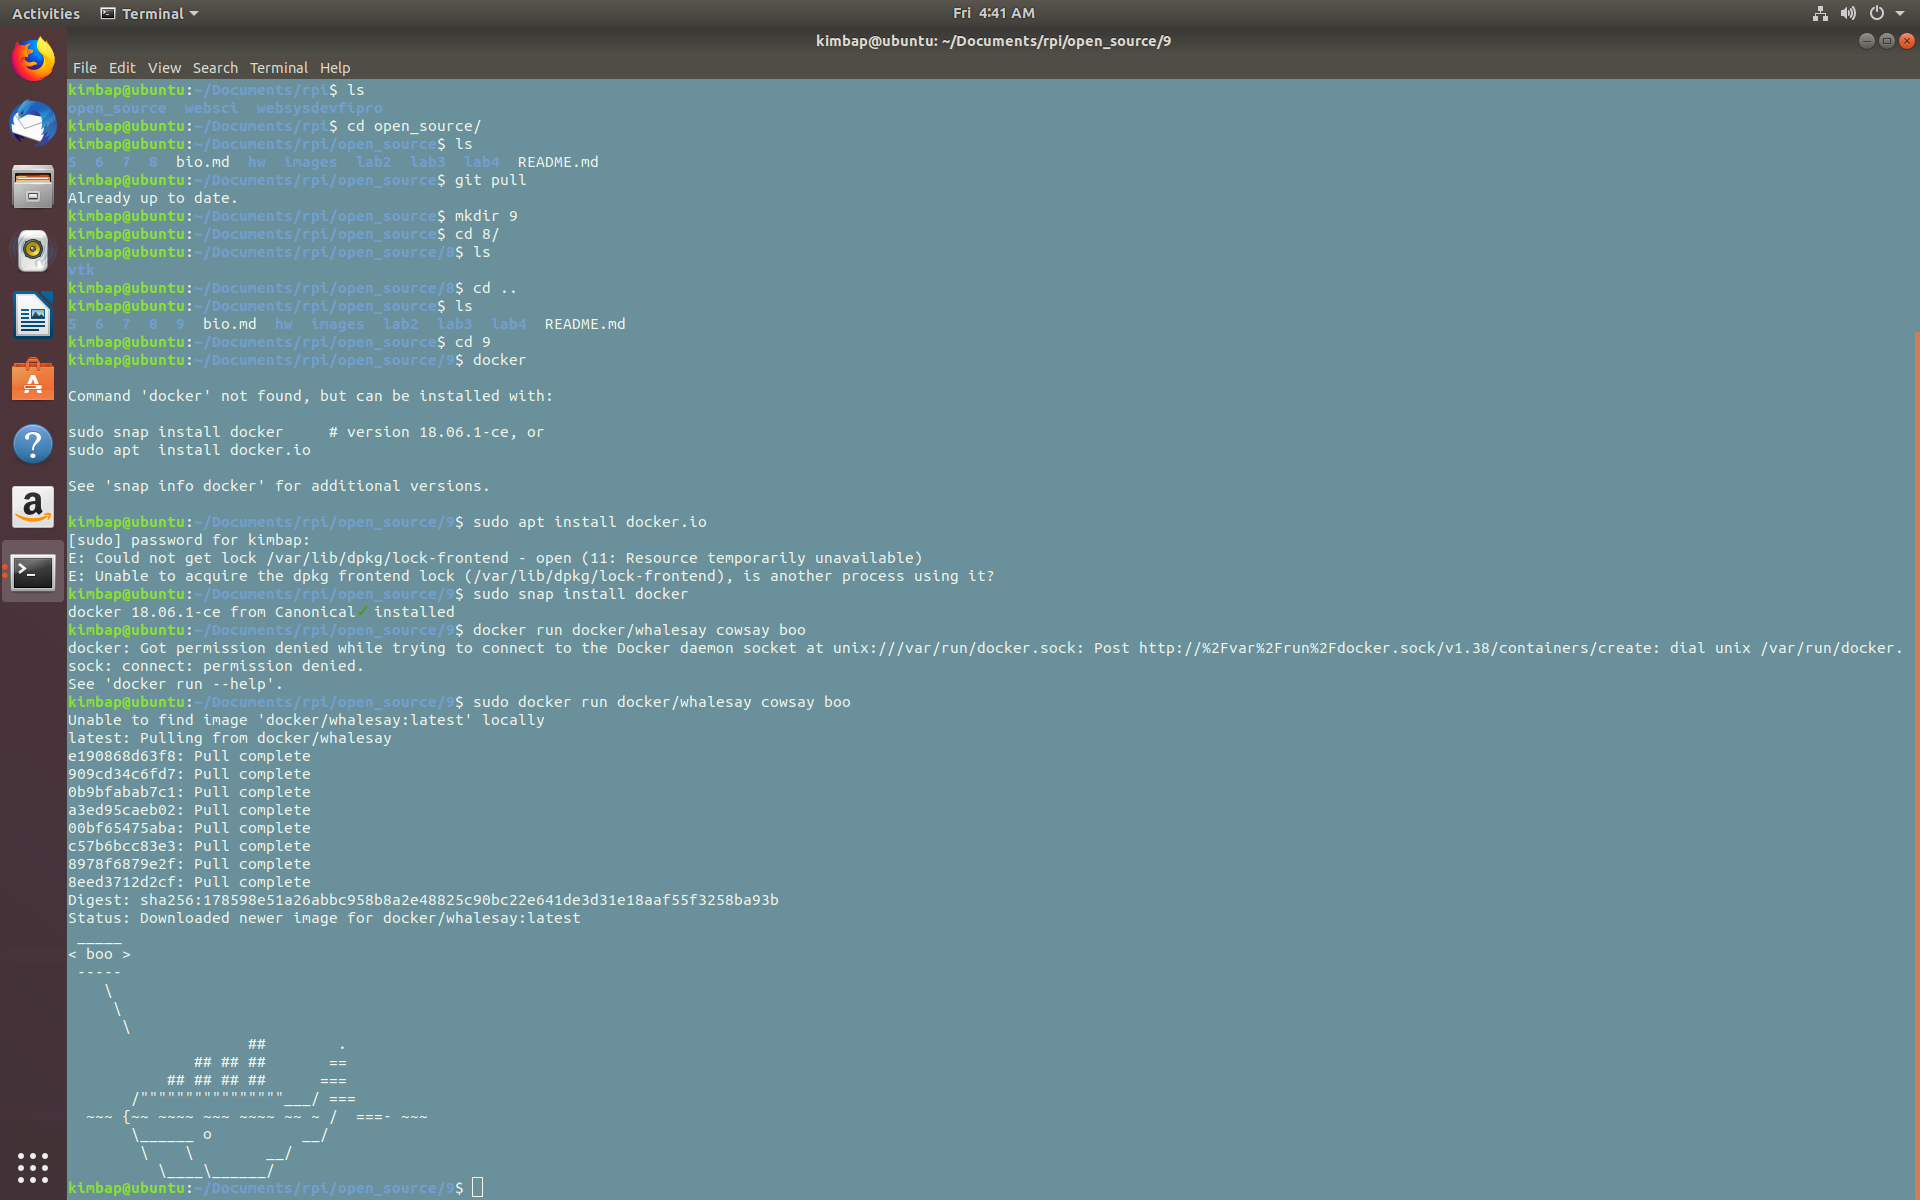 Activities Terminal Fri 4:41 AM
kimbap@ubuntu: ~/Documents/rpi/open_source/9
File Edit View Search Terminal Help
kimbap@ubuntu:~/Documents/rpi$ ls
open_source  websci  websysdevfipro
kimbap@ubuntu:~/Documents/rpi$ cd open_source/
kimbap@ubuntu:~/Documents/rpi/open_source$ ls
5  6  7  8  bio.md  hw  images  lab2  lab3  lab4  README.md
kimbap@ubuntu:~/Documents/rpi/open_source$ git pull
Already up to date.
kimbap@ubuntu:~/Documents/rpi/open_source$ mkdir 9
kimbap@ubuntu:~/Documents/rpi/open_source$ cd 8/
kimbap@ubuntu:~/Documents/rpi/open_source/8$ ls
vtk
kimbap@ubuntu:~/Documents/rpi/open_source/8$ cd ..
kimbap@ubuntu:~/Documents/rpi/open_source$ ls
5  6  7  8  9  bio.md  hw  images  lab2  lab3  lab4  README.md
kimbap@ubuntu:~/Documents/rpi/open_source$ cd 9
kimbap@ubuntu:~/Documents/rpi/open_source/9$ docker
Command 'docker' not found, but can be installed with:
sudo snap install docker     # version 18.06.1-ce, or
sudo apt  install docker.io
See 'snap info docker' for additional versions.
kimbap@ubuntu:~/Documents/rpi/open_source/9$ sudo apt install docker.io
[sudo] password for kimbap:
E: Could not get lock /var/lib/dpkg/lock-frontend - open (11: Resource temporarily unavailable)
E: Unable to acquire the dpkg frontend lock (/var/lib/dpkg/lock-frontend), is another process using it?
kimbap@ubuntu:~/Documents/rpi/open_source/9$ sudo snap install docker
docker 18.06.1-ce from Canonical✓ installed
kimbap@ubuntu:~/Documents/rpi/open_source/9$ docker run docker/whalesay cowsay boo
docker: Got permission denied while trying to connect to the Docker daemon socket at unix:///var/run/docker.sock: Post http://%2Fvar%2Frun%2Fdocker.sock/v1.38/containers/create: dial unix /var/run/docker.
sock: connect: permission denied.
See 'docker run --help'.
kimbap@ubuntu:~/Documents/rpi/open_source/9$ sudo docker run docker/whalesay cowsay boo
Unable to find image 'docker/whalesay:latest' locally
latest: Pulling from docker/whalesay
e190868d63f8: Pull complete
909cd34c6fd7: Pull complete
0b9bfabab7c1: Pull complete
a3ed95caeb02: Pull complete
00bf65475aba: Pull complete
c57b6bcc83e3: Pull complete
8978f6879e2f: Pull complete
8eed3712d2cf: Pull complete
Digest: sha256:178598e51a26abbc958b8a2e48825c90bc22e641de3d31e18aaf55f3258ba93b
Status: Downloaded newer image for docker/whalesay:latest
 _____
< boo >
 -----
    \
     \
      \
                    ##        .
              ## ## ##       ==
           ## ## ## ##      ===
       /""""""""""""""""___/ ===
  ~~~ {~~ ~~~~ ~~~ ~~~~ ~~ ~ /  ===- ~~~
       \______ o          __/
        \    \        __/
          \____\______/
kimbap@ubuntu:~/Documents/rpi/open_source/9$